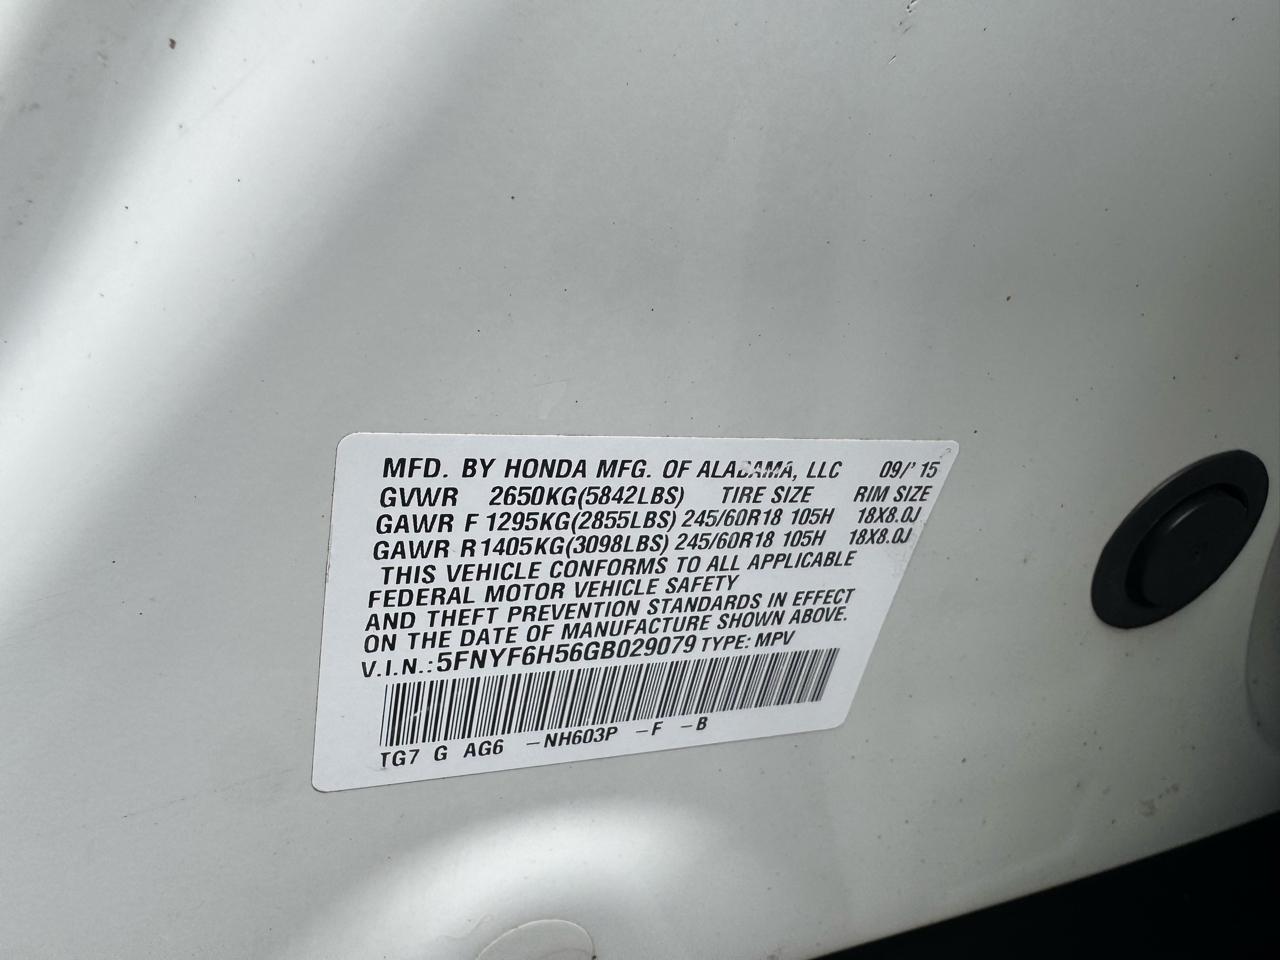 MFD. BY HONDA MFG. OF ALABAMA, LLC 09/'15
GVWR 2650KG(5842LBS) TIRE SIZE RIM SIZE
GAWR F 1295KG(2855LBS) 245/60R18 105H 18X8.0J
GAWR R 1405KG(3098LBS) 245/60R18 105H 18X8.0J
THIS VEHICLE CONFORMS TO ALL APPLICABLE
FEDERAL MOTOR VEHICLE SAFETY
AND THEFT PREVENTION STANDARDS IN EFFECT
ON THE DATE OF MANUFACTURE SHOWN ABOVE.
V.I.N.: 5FNYF6H56GB029079 TYPE: MPV
TG7 G AG6 -NH603P -F -B